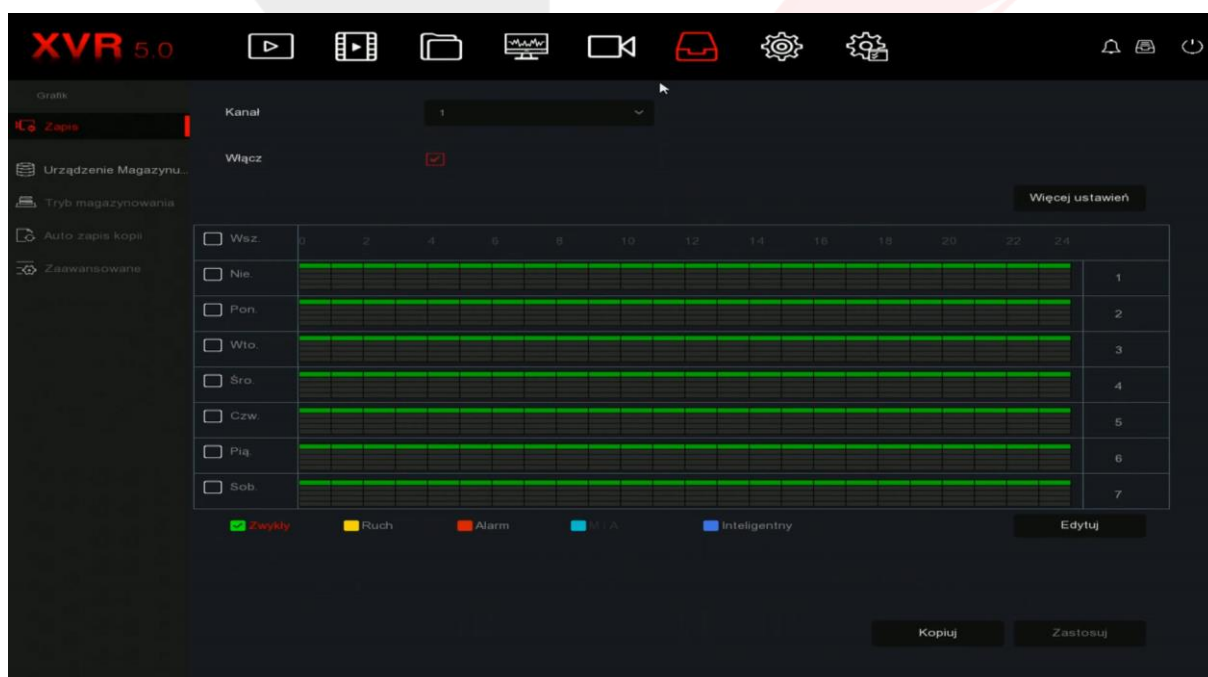 XVR 5.0
Grafik
Zapis
Urządzenie Magazynu...
Tryb magazynowania
Auto zapis kopii
Zaawansowane
Kanał 1
Włącz
Więcej ustawień
Wsz. 0 2 4 6 8 10 12 14 16 18 20 22 24
Nie. 1
Pon. 2
Wto. 3
Śro. 4
Czw. 5
Pią. 6
Sob. 7
Zwykły Ruch Alarm M i A Inteligentny Edytuj
Kopiuj Zastosuj